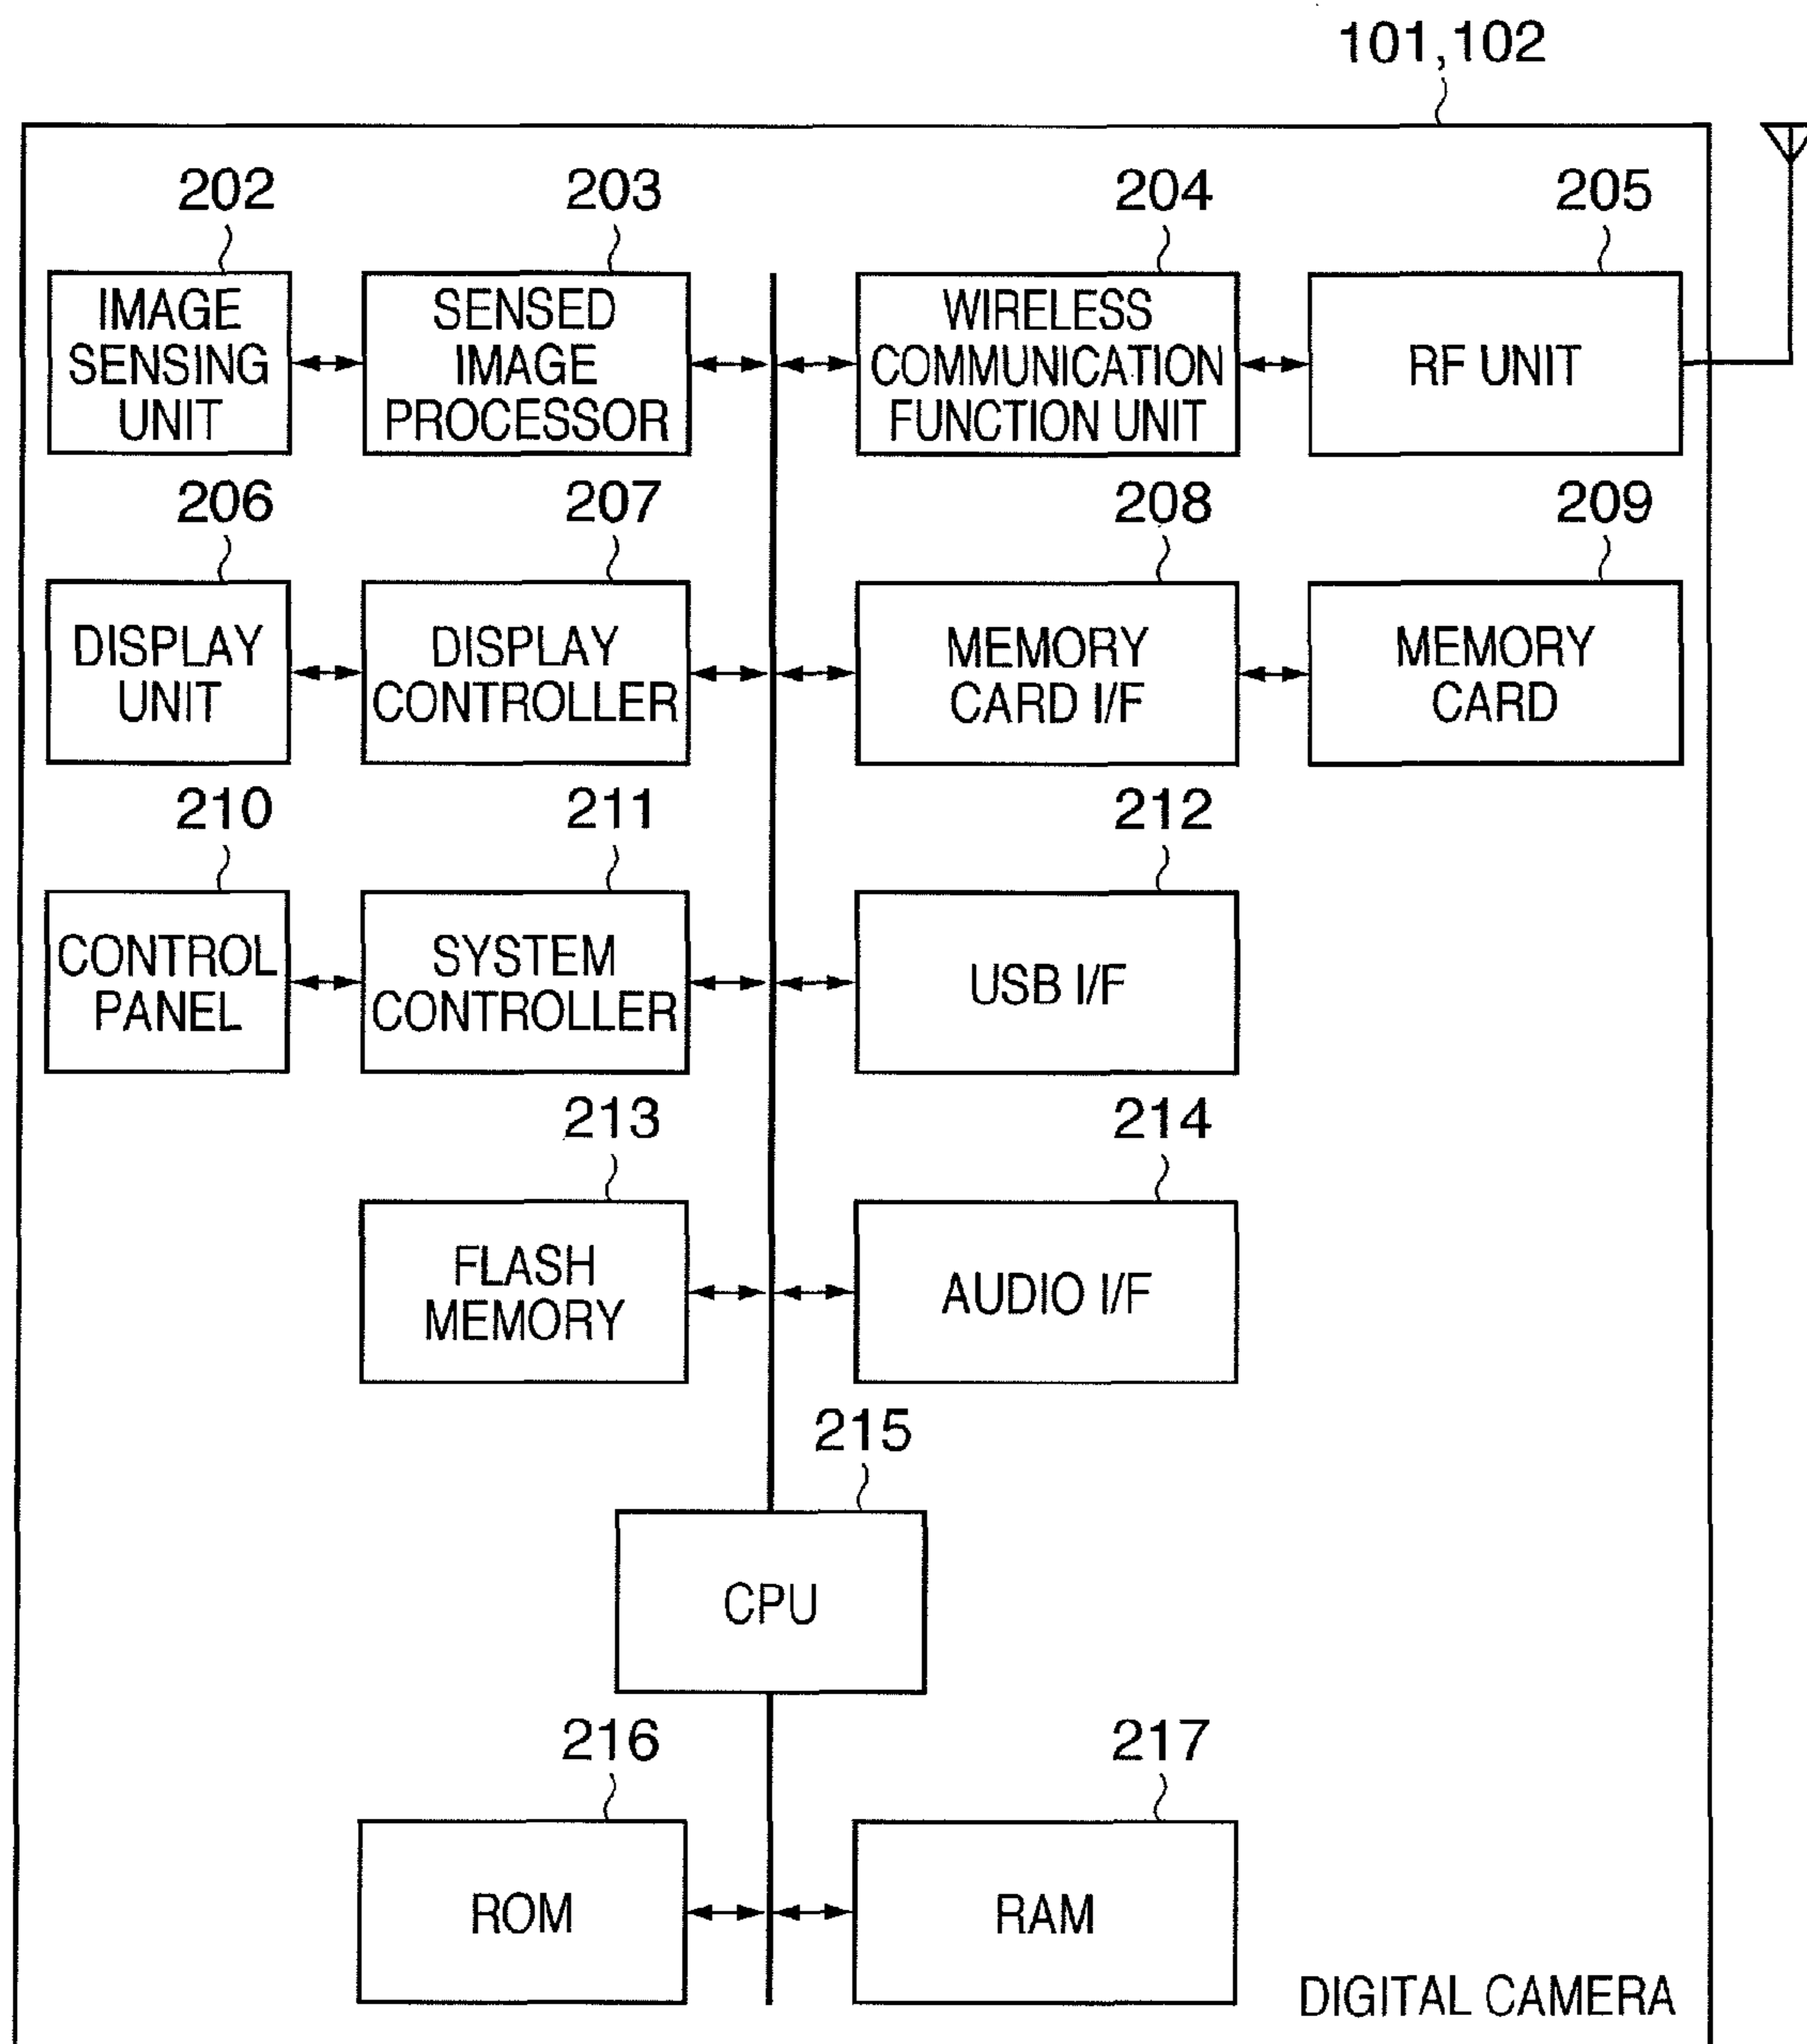 101,102
202
203
204
205
IMAGE
SENSING
UNIT
SENSED
IMAGE
PROCESSOR
WIRELESS
COMMUNICATION
FUNCTION UNIT
RF UNIT
206
207
208
209
DISPLAY
UNIT
DISPLAY
CONTROLLER
MEMORY
CARD I/F
MEMORY
CARD
210
211
212
CONTROL
PANEL
SYSTEM
CONTROLLER
USB I/F
213
214
FLASH
MEMORY
AUDIO I/F
215
CPU
216
217
ROM
RAM
DIGITAL CAMERA